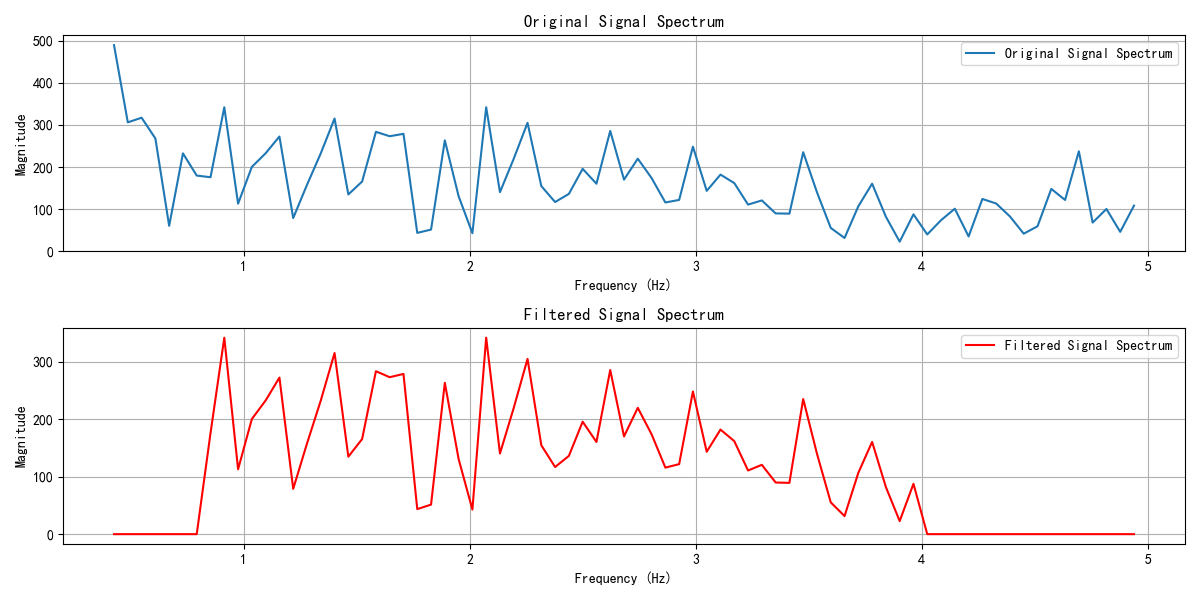 Original Signal Spectrum
500
400
300
200
100
0
Magnitude
Original Signal Spectrum
1
2
3
4
5
Frequency (Hz)
Filtered Signal Spectrum
300
200
100
0
Magnitude
Filtered Signal Spectrum
1
2
3
4
5
Frequency (Hz)